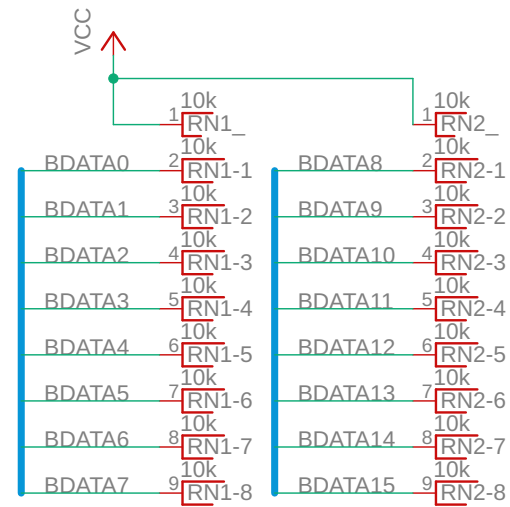 VCC
10k 10k
1 RN1_ 1 RN2_
10k 10k
BDATA0 2 RN1-1 BDATA8 2 RN2-1
10k 10k
BDATA1 3 RN1-2 BDATA9 3 RN2-2
10k 10k
BDATA2 4 RN1-3 BDATA10 4 RN2-3
10k 10k
BDATA3 5 RN1-4 BDATA11 5 RN2-4
10k 10k
BDATA4 6 RN1-5 BDATA12 6 RN2-5
10k 10k
BDATA5 7 RN1-6 BDATA13 7 RN2-6
10k 10k
BDATA6 8 RN1-7 BDATA14 8 RN2-7
10k 10k
BDATA7 9 RN1-8 BDATA15 9 RN2-8